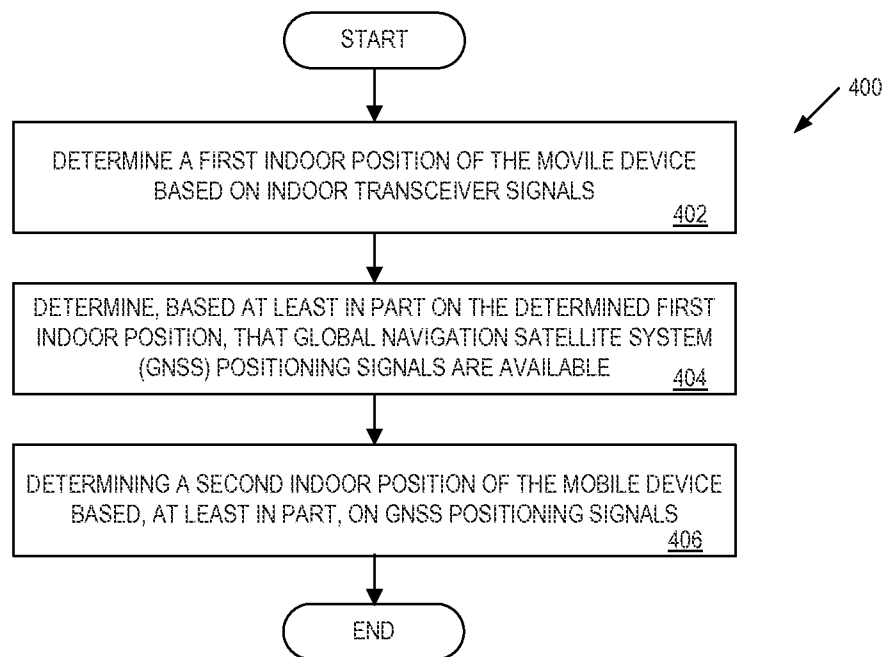 START
400
DETERMINE A FIRST INDOOR POSITION OF THE MOVILE DEVICE
BASED ON INDOOR TRANSCEIVER SIGNALS
402
DETERMINE, BASED AT LEAST IN PART ON THE DETERMINED FIRST
INDOOR POSITION, THAT GLOBAL NAVIGATION SATELLITE SYSTEM
(GNSS) POSITIONING SIGNALS ARE AVAILABLE
404
DETERMINING A SECOND INDOOR POSITION OF THE MOBILE DEVICE
BASED, AT LEAST IN PART, ON GNSS POSITIONING SIGNALS
406
END